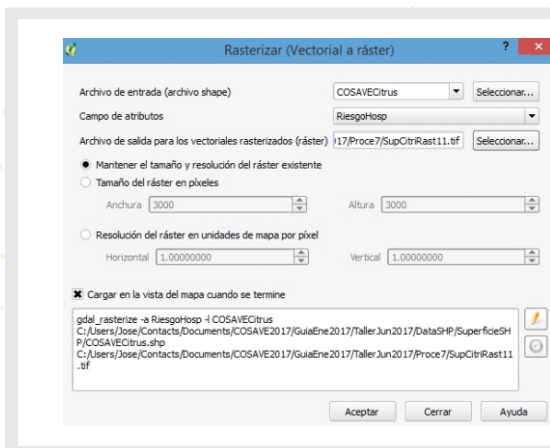 Rasterizar (Vectorial a ráster)
?
Archivo de entrada (archivo shape)
COSAVECitrus
Seleccionar...
Campo de atributos
RiesgoHosp
Archivo de salida para los vectoriales rasterizados (ráster)
17/Proce7/SupCitriRast11.tif
Seleccionar...
Mantener el tamaño y resolución del ráster existente
Tamaño del ráster en píxeles
Anchura 3000
Altura 3000
Resolución del ráster en unidades de mapa por píxel
Horizontal 1.00000000
Vertical 1.00000000
Cargar en la vista del mapa cuando se termine
gdal_rasterize -a RiesgoHosp -l COSAVECitrus
C:/Users/Jose/Contacts/Documents/COSAVE2017/GuiaEne2017/TallerJun2017/DataSHP/SuperficieSH
P/COSAVECitrus.shp
C:/Users/Jose/Contacts/Documents/COSAVE2017/GuiaEne2017/TallerJun2017/Proce7/SupCitriRast11
.tif
Aceptar
Cerrar
Ayuda